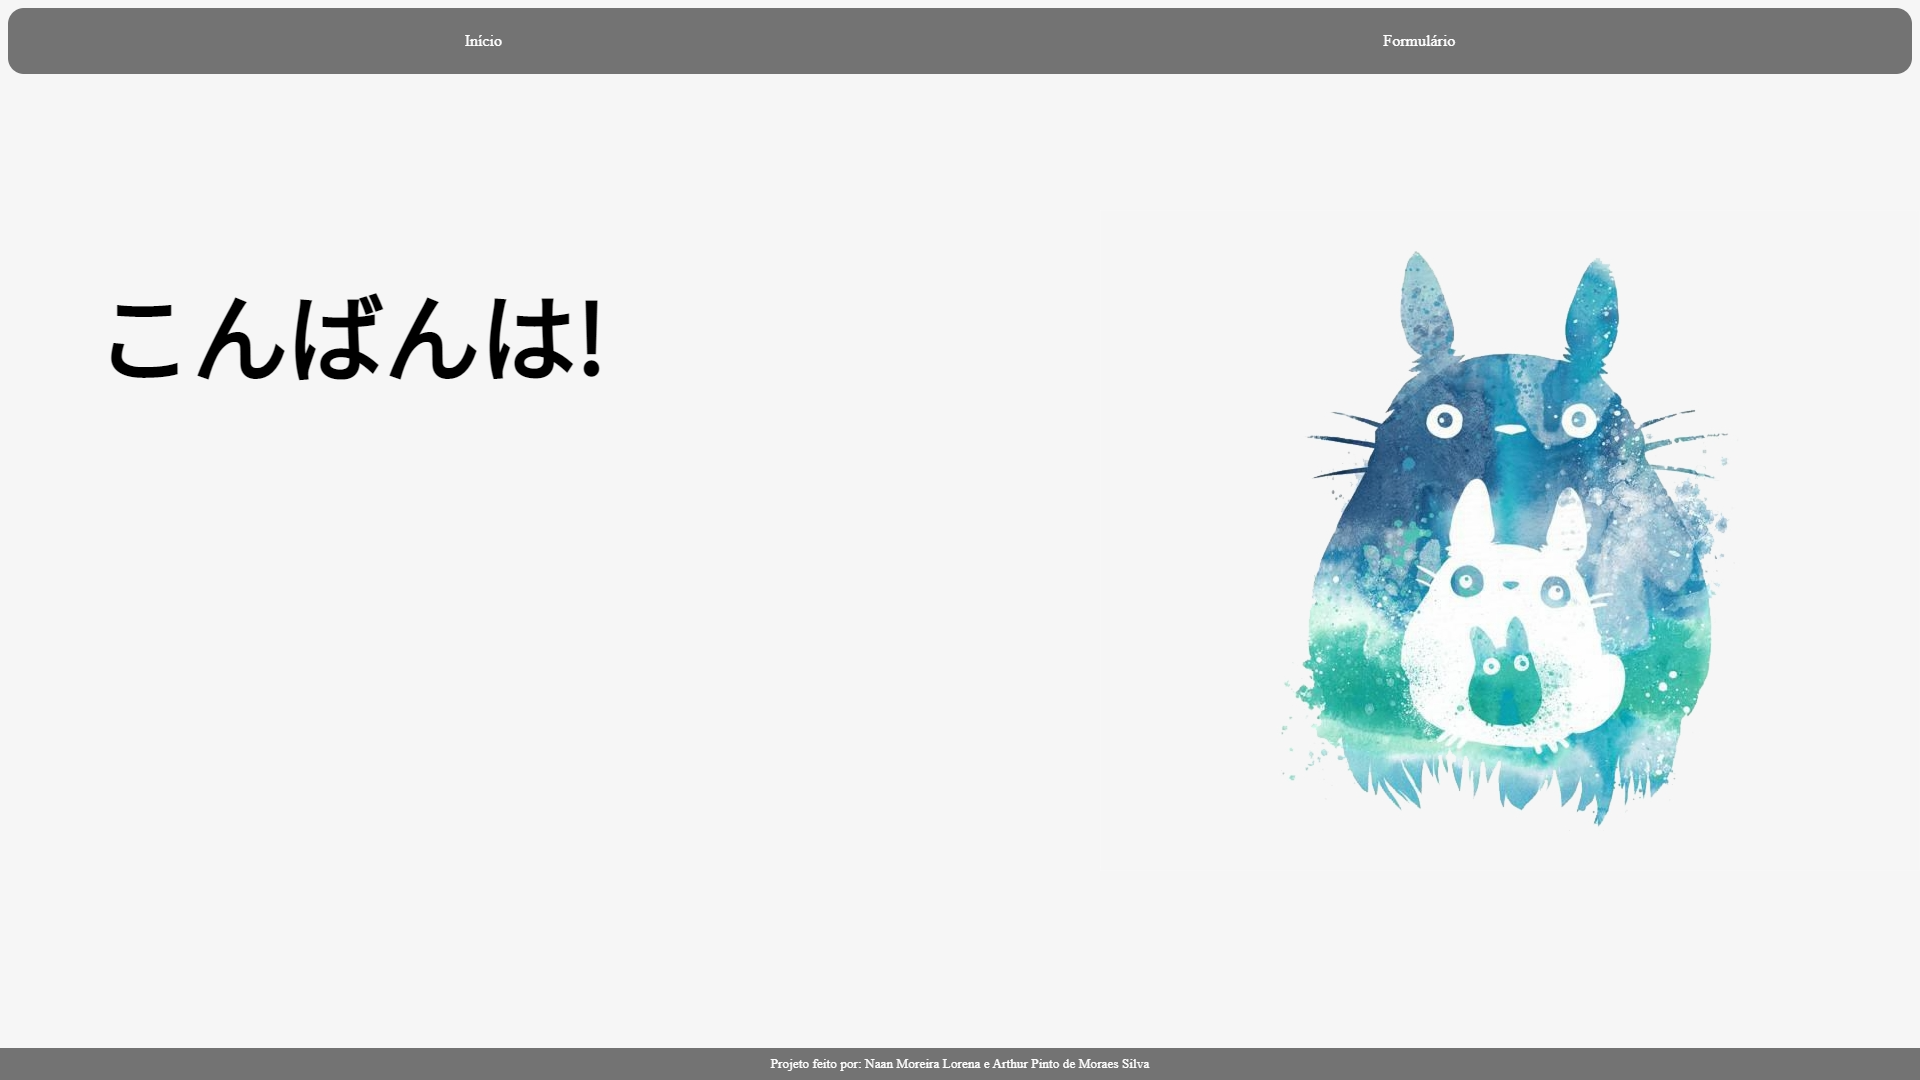 Início
Formulário
こんばんは!
Projeto feito por: Naan Moreira Lorena e Arthur Pinto de Moraes Silva